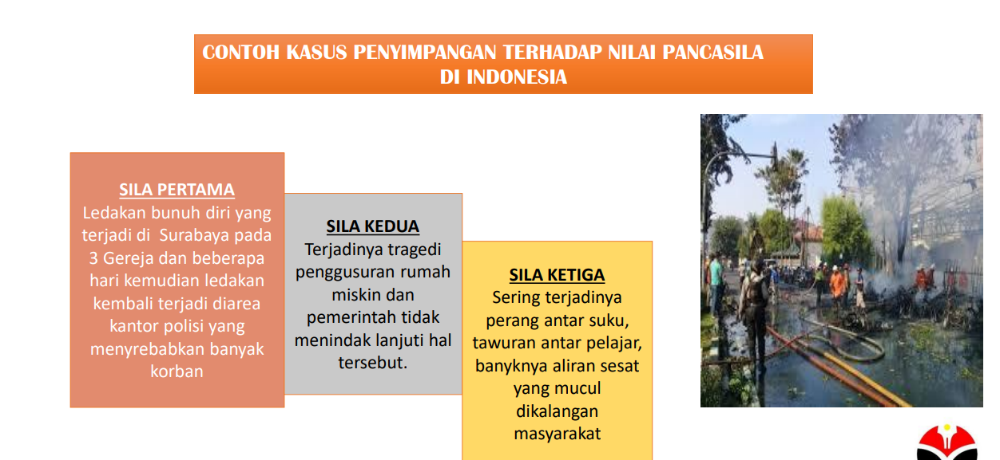 CONTOH KASUS PENYIMPANGAN TERHADAP NILAI PANCASILA
DI INDONESIA
SILA PERTAMA
Ledakan bunuh diri yang
terjadi di Surabaya pada
3 Gereja dan beberapa
hari kemudian ledakan
kembali terjadi diarea
kantor polisi yang
menyrebabkan banyak
korban
SILA KEDUA
Terjadinya tragedi
penggusuran rumah
miskin dan
pemerintah tidak
menindak lanjuti hal
tersebut.
SILA KETIGA
Sering terjadinya
perang antar suku,
tawuran antar pelajar,
banyknya aliran sesat
yang mucul
dikalangan
masyarakat